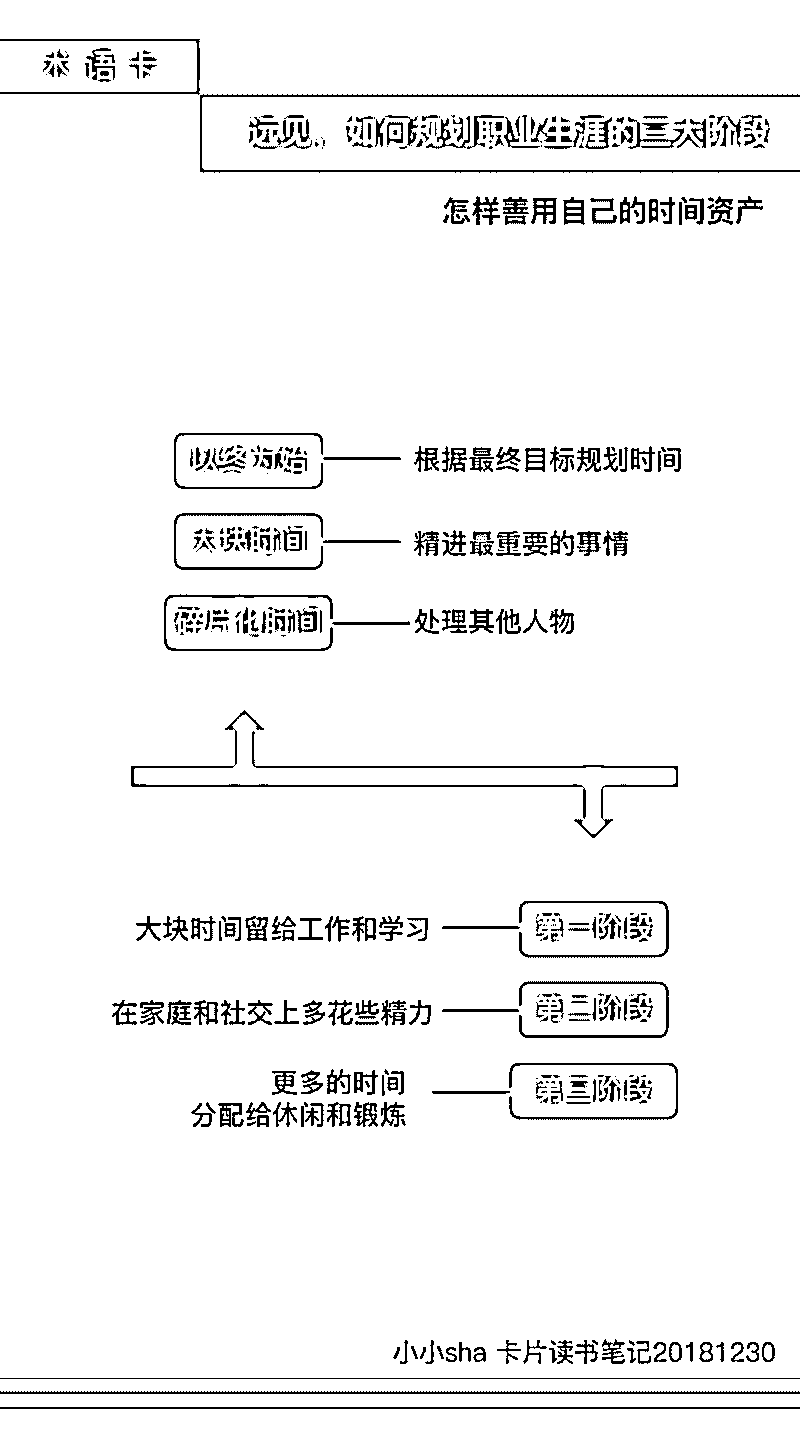 术语卡
远见，如何规划职业生涯的三大阶段
怎样善用自己的时间资产
以终为始 根据最终目标规划时间
大块时间 精进最重要的事情
碎片化时间 处理其他人物
大块时间留给工作和学习 第一阶段
在家庭和社交上多花些精力 第二阶段
更多的时间
分配给休闲和锻炼 第三阶段
小小sha 卡片读书笔记20181230